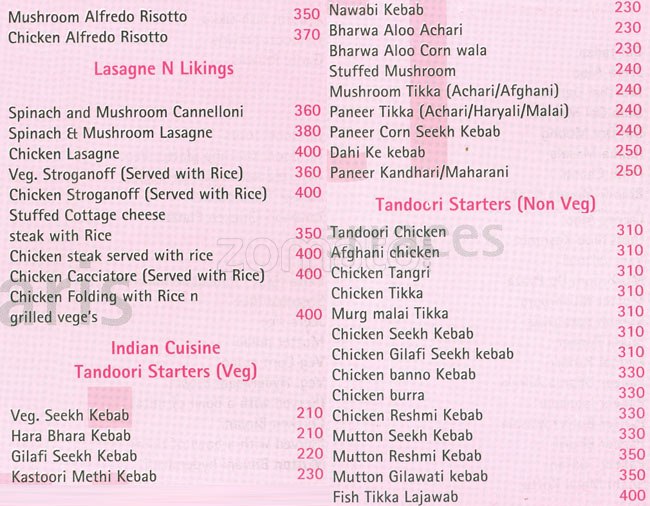 Mushroom Alfredo Risotto 350
Chicken Alfredo Risotto 370
Lasagne N Likings
Spinach and Mushroom Cannelloni 360
Spinach & Mushroom Lasagne 380
Chicken Lasagne 400
Veg. Stroganoff (Served with Rice) 360
Chicken Stroganoff (Served with Rice) 400
Stuffed Cottage cheese
steak with Rice 350
Chicken steak served with rice 400
Chicken Cacciatore (Served with Rice) 400
Chicken Folding with Rice n
grilled vege's 400
Indian Cuisine
Tandoori Starters (Veg)
Veg. Seekh Kebab 210
Hara Bhara Kebab 210
Gilafi Seekh Kebab 220
Kastoori Methi Kebab 230
Nawabi Kebab 230
Bharwa Aloo Achari 230
Bharwa Aloo Corn wala 230
Stuffed Mushroom 240
Mushroom Tikka (Achari/Afghani) 240
Paneer Tikka (Achari/Haryali/Malai) 240
Paneer Corn Seekh Kebab 240
Dahi Ke kebab 250
Paneer Kandhari/Maharani 250
Tandoori Starters (Non Veg)
Tandoori Chicken 310
Afghani chicken 310
Chicken Tangri 310
Chicken Tikka 310
Murg malai Tikka 310
Chicken Seekh Kebab 310
Chicken Gilafi Seekh kebab 310
Chicken banno Kebab 330
Chicken burra 330
Chicken Reshmi Kebab 330
Mutton Seekh Kebab 330
Mutton Reshmi Kebab 350
Mutton Gilawati kebab 350
Fish Tikka Lajawab 400